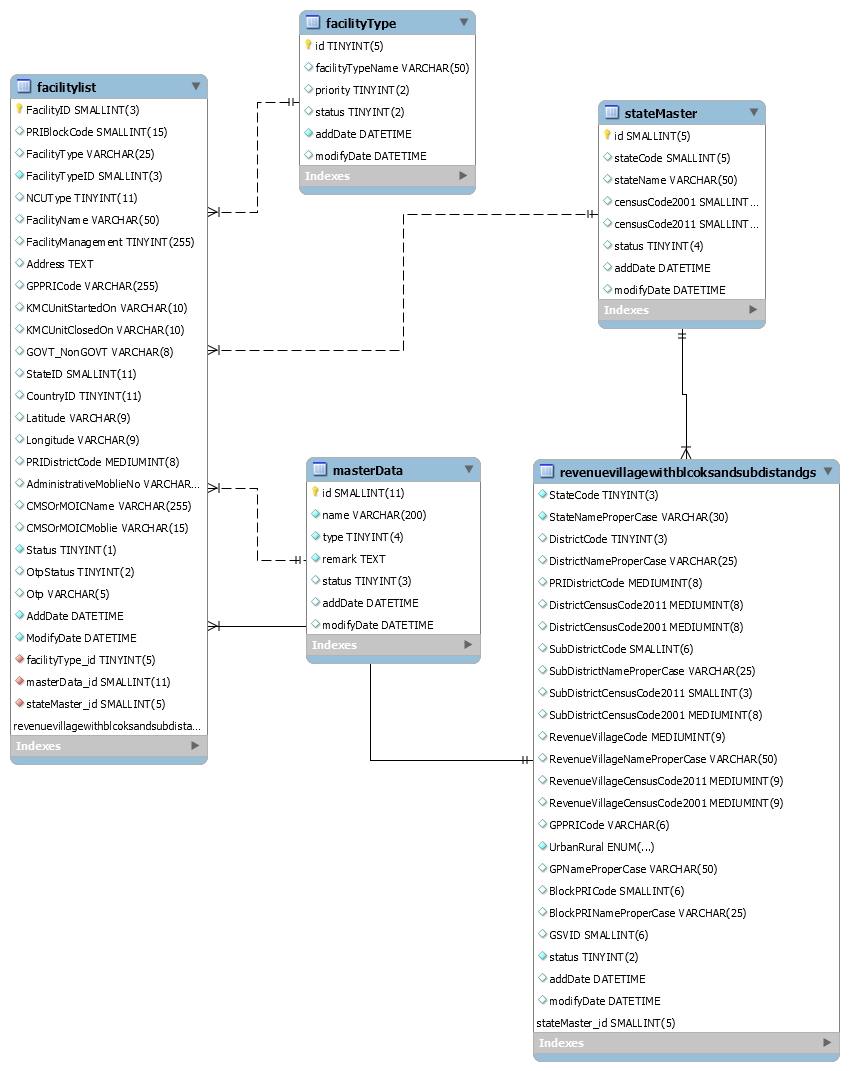 facilityType
id TINYINT(5)
facilityTypeName VARCHAR(50)
priority TINYINT(2)
status TINYINT(2)
addDate DATETIME
modifyDate DATETIME
Indexes
facilitylist
FacilityID SMALLINT(3)
PRIBlockCode SMALLINT(15)
FacilityType VARCHAR(25)
FacilityTypeID SMALLINT(3)
NCUType TINYINT(11)
FacilityName VARCHAR(50)
FacilityManagement TINYINT(255)
Address TEXT
GPPRICode VARCHAR(255)
KMCUnitStartedOn VARCHAR(10)
KMCUnitClosedOn VARCHAR(10)
GOVT_NonGOVT VARCHAR(8)
StateID SMALLINT(11)
CountryID TINYINT(11)
Latitude VARCHAR(9)
Longitude VARCHAR(9)
PRIDistrictCode MEDIUMINT(8)
AdministrativeMoblieNo VARCHAR...
CMSOrMOICName VARCHAR(255)
CMSOrMOICMoblie VARCHAR(15)
Status TINYINT(1)
OtpStatus TINYINT(2)
Otp VARCHAR(5)
AddDate DATETIME
ModifyDate DATETIME
facilityType_id TINYINT(5)
masterData_id SMALLINT(11)
stateMaster_id SMALLINT(5)
revenuevillagewithblcoksandsubdista...
Indexes
stateMaster
id SMALLINT(5)
stateCode SMALLINT(5)
stateName VARCHAR(50)
censusCode2001 SMALLINT...
censusCode2011 SMALLINT...
status TINYINT(4)
addDate DATETIME
modifyDate DATETIME
Indexes
masterData
id SMALLINT(11)
name VARCHAR(200)
type TINYINT(4)
remark TEXT
status TINYINT(3)
addDate DATETIME
modifyDate DATETIME
Indexes
revenuevillagewithblcoksandsubdistandgs
StateCode TINYINT(3)
StateNameProperCase VARCHAR(30)
DistrictCode TINYINT(3)
DistrictNameProperCase VARCHAR(25)
PRIDistrictCode MEDIUMINT(8)
DistrictCensusCode2011 MEDIUMINT(8)
DistrictCensusCode2001 MEDIUMINT(8)
SubDistrictCode SMALLINT(6)
SubDistrictNameProperCase VARCHAR(25)
SubDistrictCensusCode2011 SMALLINT(3)
SubDistrictCensusCode2001 MEDIUMINT(8)
RevenueVillageCode MEDIUMINT(9)
RevenueVillageNameProperCase VARCHAR(50)
RevenueVillageCensusCode2011 MEDIUMINT(9)
RevenueVillageCensusCode2001 MEDIUMINT(9)
GPPRICode VARCHAR(6)
UrbanRural ENUM(...)
GPNameProperCase VARCHAR(50)
BlockPRICode SMALLINT(6)
BlockPRINameProperCase VARCHAR(25)
GSVID SMALLINT(6)
status TINYINT(2)
addDate DATETIME
modifyDate DATETIME
stateMaster_id SMALLINT(5)
Indexes